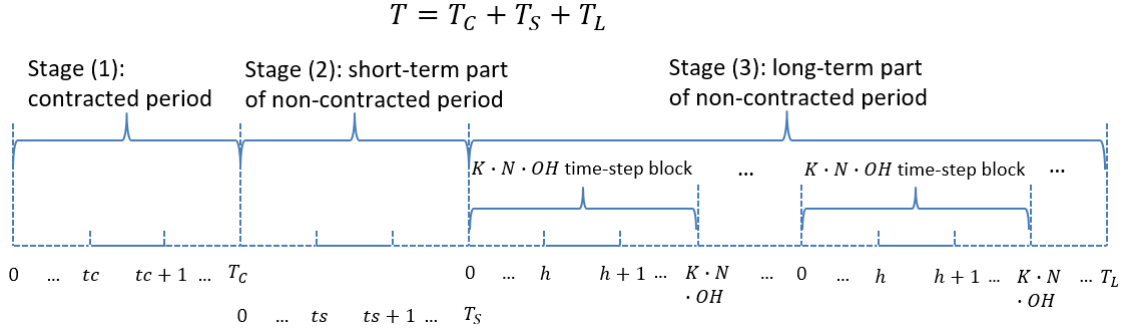 T = T_C + T_S + T_L
Stage (1):
contracted period
Stage (2): short-term part
of non-contracted period
Stage (3): long-term part
of non-contracted period
K · N · OH time-step block ... K · N · OH time-step block ...
0 ... tc tc + 1 ... T_C 0 ... h h + 1 ... K · N ... 0 ... h h + 1 ... K · N ... T_L
· OH · OH
0 ... ts ts + 1 ... T_S